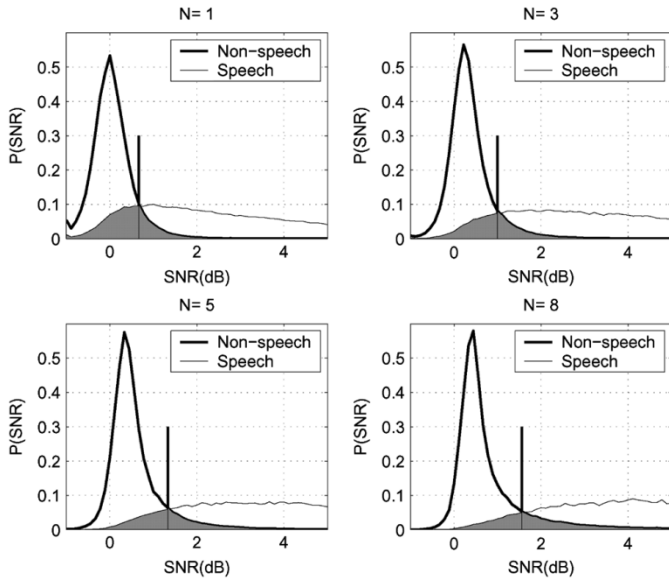 N= 1
Non-speech
Speech
P(SNR)
0.5
0.4
0.3
0.2
0.1
0
0 2 4
SNR(dB)
N= 3
Non-speech
Speech
P(SNR)
0.5
0.4
0.3
0.2
0.1
0
0 2 4
SNR(dB)
N= 5
Non-speech
Speech
P(SNR)
0.5
0.4
0.3
0.2
0.1
0
0 2 4
SNR(dB)
N= 8
Non-speech
Speech
P(SNR)
0.5
0.4
0.3
0.2
0.1
0
0 2 4
SNR(dB)